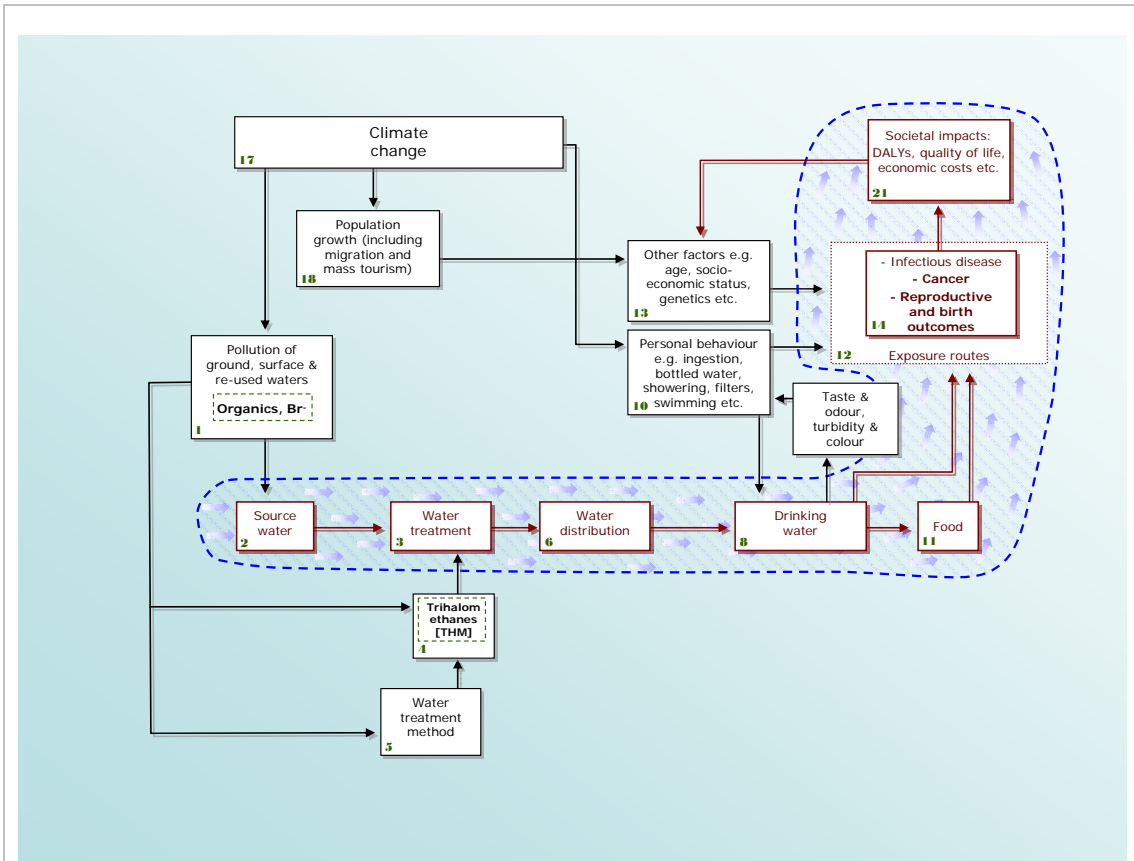 Climate
change
17
Societal impacts:
DALYs, quality of life,
economic costs etc.
21
Population
growth (including
migration and
mass tourism)
18
Other factors e.g.
age, socio-
economic status,
genetics etc.
13
- Infectious disease
- Cancer
- Reproductive
and birth
outcomes
14
12
Exposure routes
Pollution of
ground, surface &
re-used waters
Organics, Br-
1
Personal behaviour
e.g. ingestion,
bottled water,
showering, filters,
swimming etc.
10
Taste &
odour,
turbidity &
colour
Source
water
2
Water
treatment
3
Water
distribution
6
Drinking
water
8
Food
11
Trihalom
ethanes
[THM]
4
Water
treatment
method
5